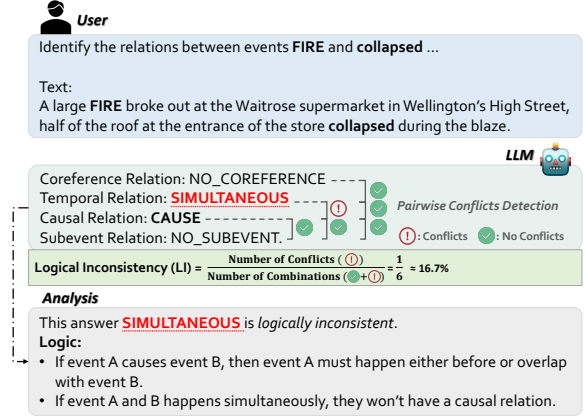 User
Identify the relations between events FIRE and collapsed ...
Text:
A large FIRE broke out at the Waitrose supermarket in Wellington's High Street,
half of the roof at the entrance of the store collapsed during the blaze.
LLM
Coreference Relation: NO_COREFERENCE
Temporal Relation: SIMULTANEOUS
Causal Relation: CAUSE
Subevent Relation: NO_SUBEVENT.
Pairwise Conflicts Detection
! : Conflicts ✓ : No Conflicts
Logical Inconsistency (LI) = Number of Conflicts ( ! ) / Number of Combinations ( ✓ + ! ) = 1/6 ≈ 16.7%
Analysis
This answer SIMULTANEOUS is logically inconsistent.
Logic:
• If event A causes event B, then event A must happen either before or overlap
with event B.
• If event A and B happens simultaneously, they won't have a causal relation.